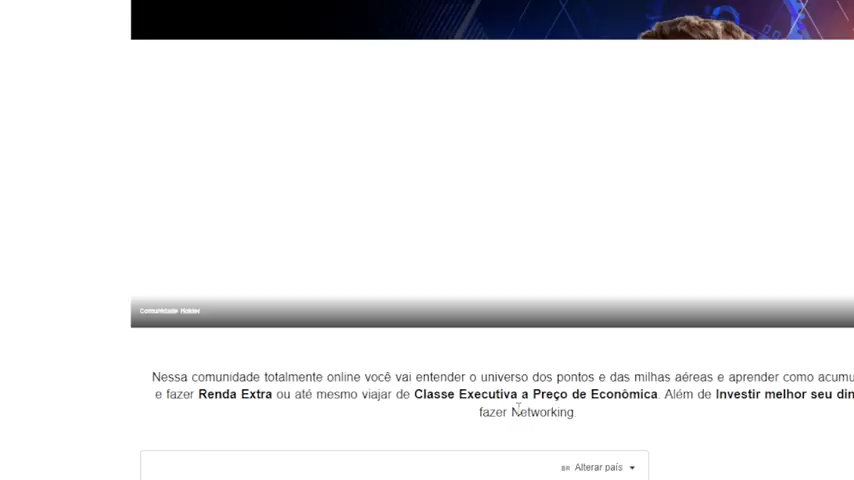 Comunidade Holder
Nessa comunidade totalmente online você vai entender o universo dos pontos e das milhas aéreas e aprender como acumu
e fazer Renda Extra ou até mesmo viajar de Classe Executiva a Preço de Econômica. Além de Investir melhor seu din
fazer Networking.
BR Alterar país